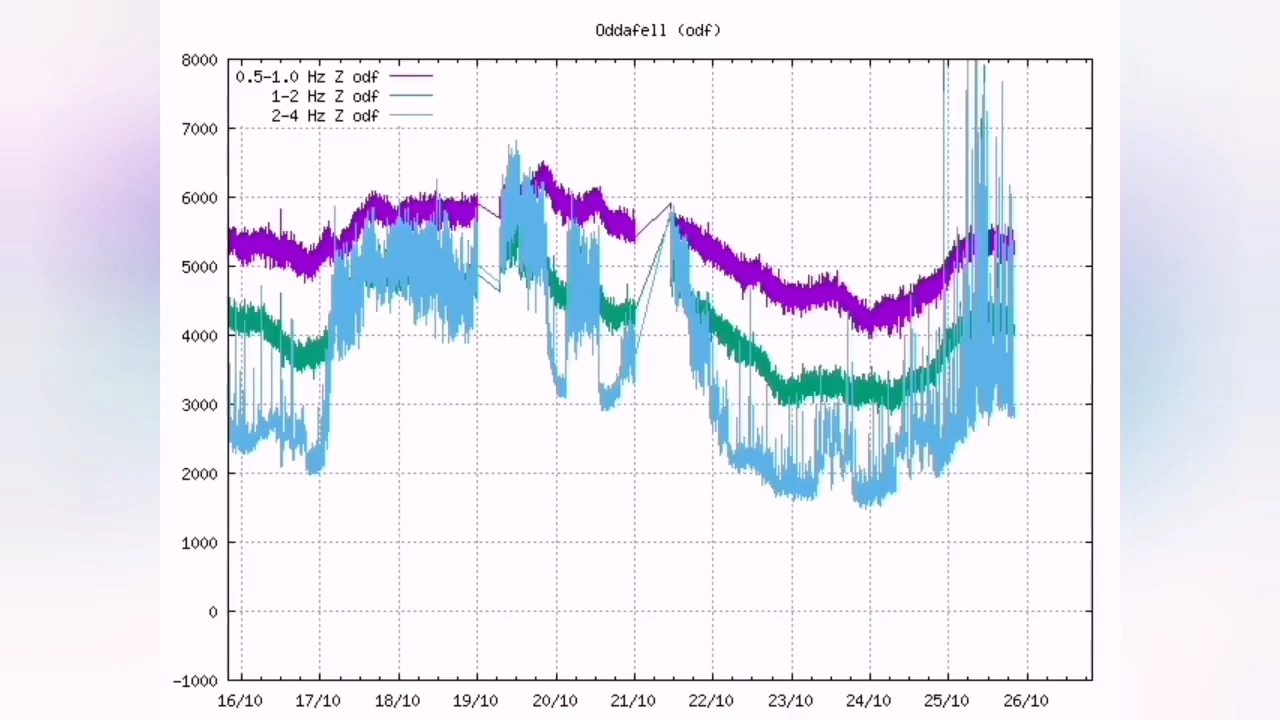 Oddafell (odf)
8000
0.5-1.0 Hz Z odf
1-2 Hz Z odf
2-4 Hz Z odf
7000
6000
5000
4000
3000
2000
1000
0
-1000
16/10 17/10 18/10 19/10 20/10 21/10 22/10 23/10 24/10 25/10 26/10